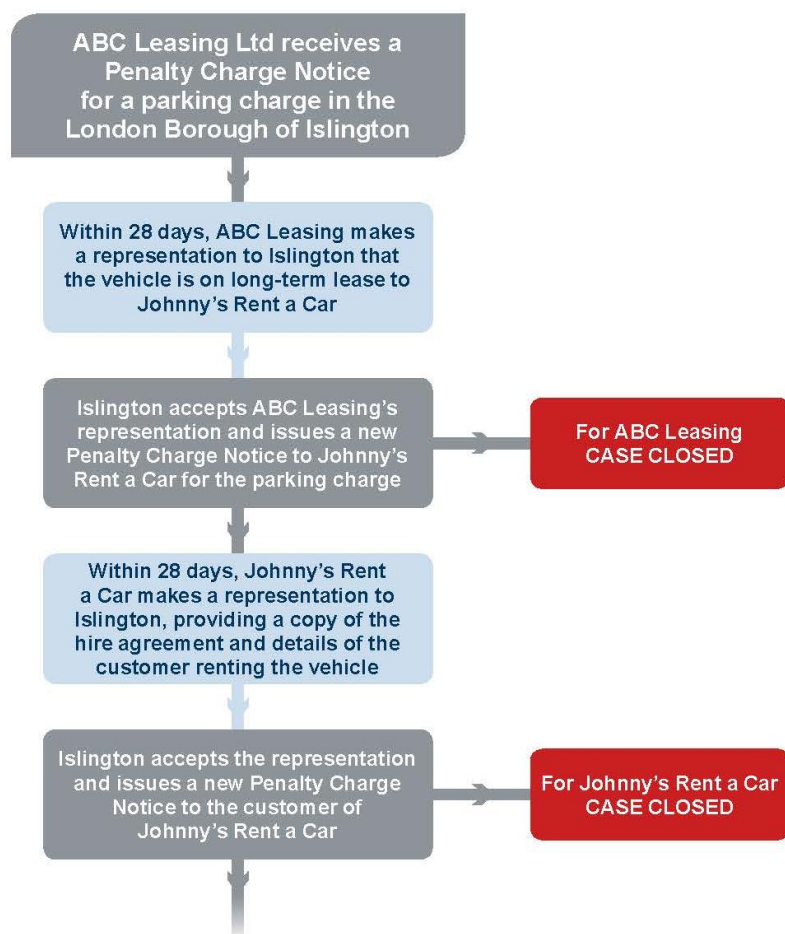 ABC Leasing Ltd receives a
Penalty Charge Notice
for a parking charge in the
London Borough of Islington
Within 28 days, ABC Leasing makes
a representation to Islington that
the vehicle is on long-term lease to
Johnny’s Rent a Car
Islington accepts ABC Leasing’s
representation and issues a new
Penalty Charge Notice to Johnny’s
Rent a Car for the parking charge
For ABC Leasing
CASE CLOSED
Within 28 days, Johnny’s Rent
a Car makes a representation to
Islington, providing a copy of the
hire agreement and details of the
customer renting the vehicle
Islington accepts the representation
and issues a new Penalty Charge
Notice to the customer of
Johnny’s Rent a Car
For Johnny’s Rent a Car
CASE CLOSED